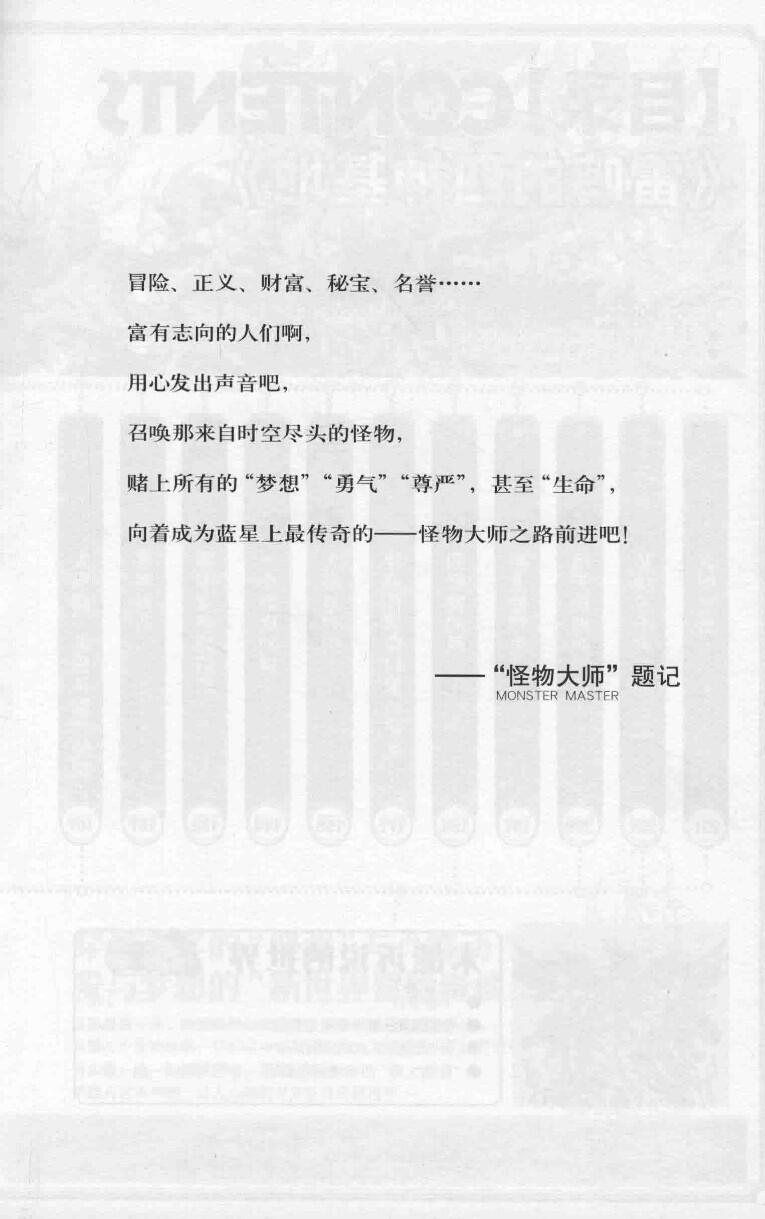 冒险、正义、财富、秘宝、名誉……
富有志向的人们啊，
用心发出声音吧，
召唤那来自时空尽头的怪物，
赌上所有的“梦想”“勇气”“尊严”，甚至“生命”，
向着成为蓝星上最传奇的——怪物大师之路前进吧！
——“怪物大师”题记
MONSTER MASTER